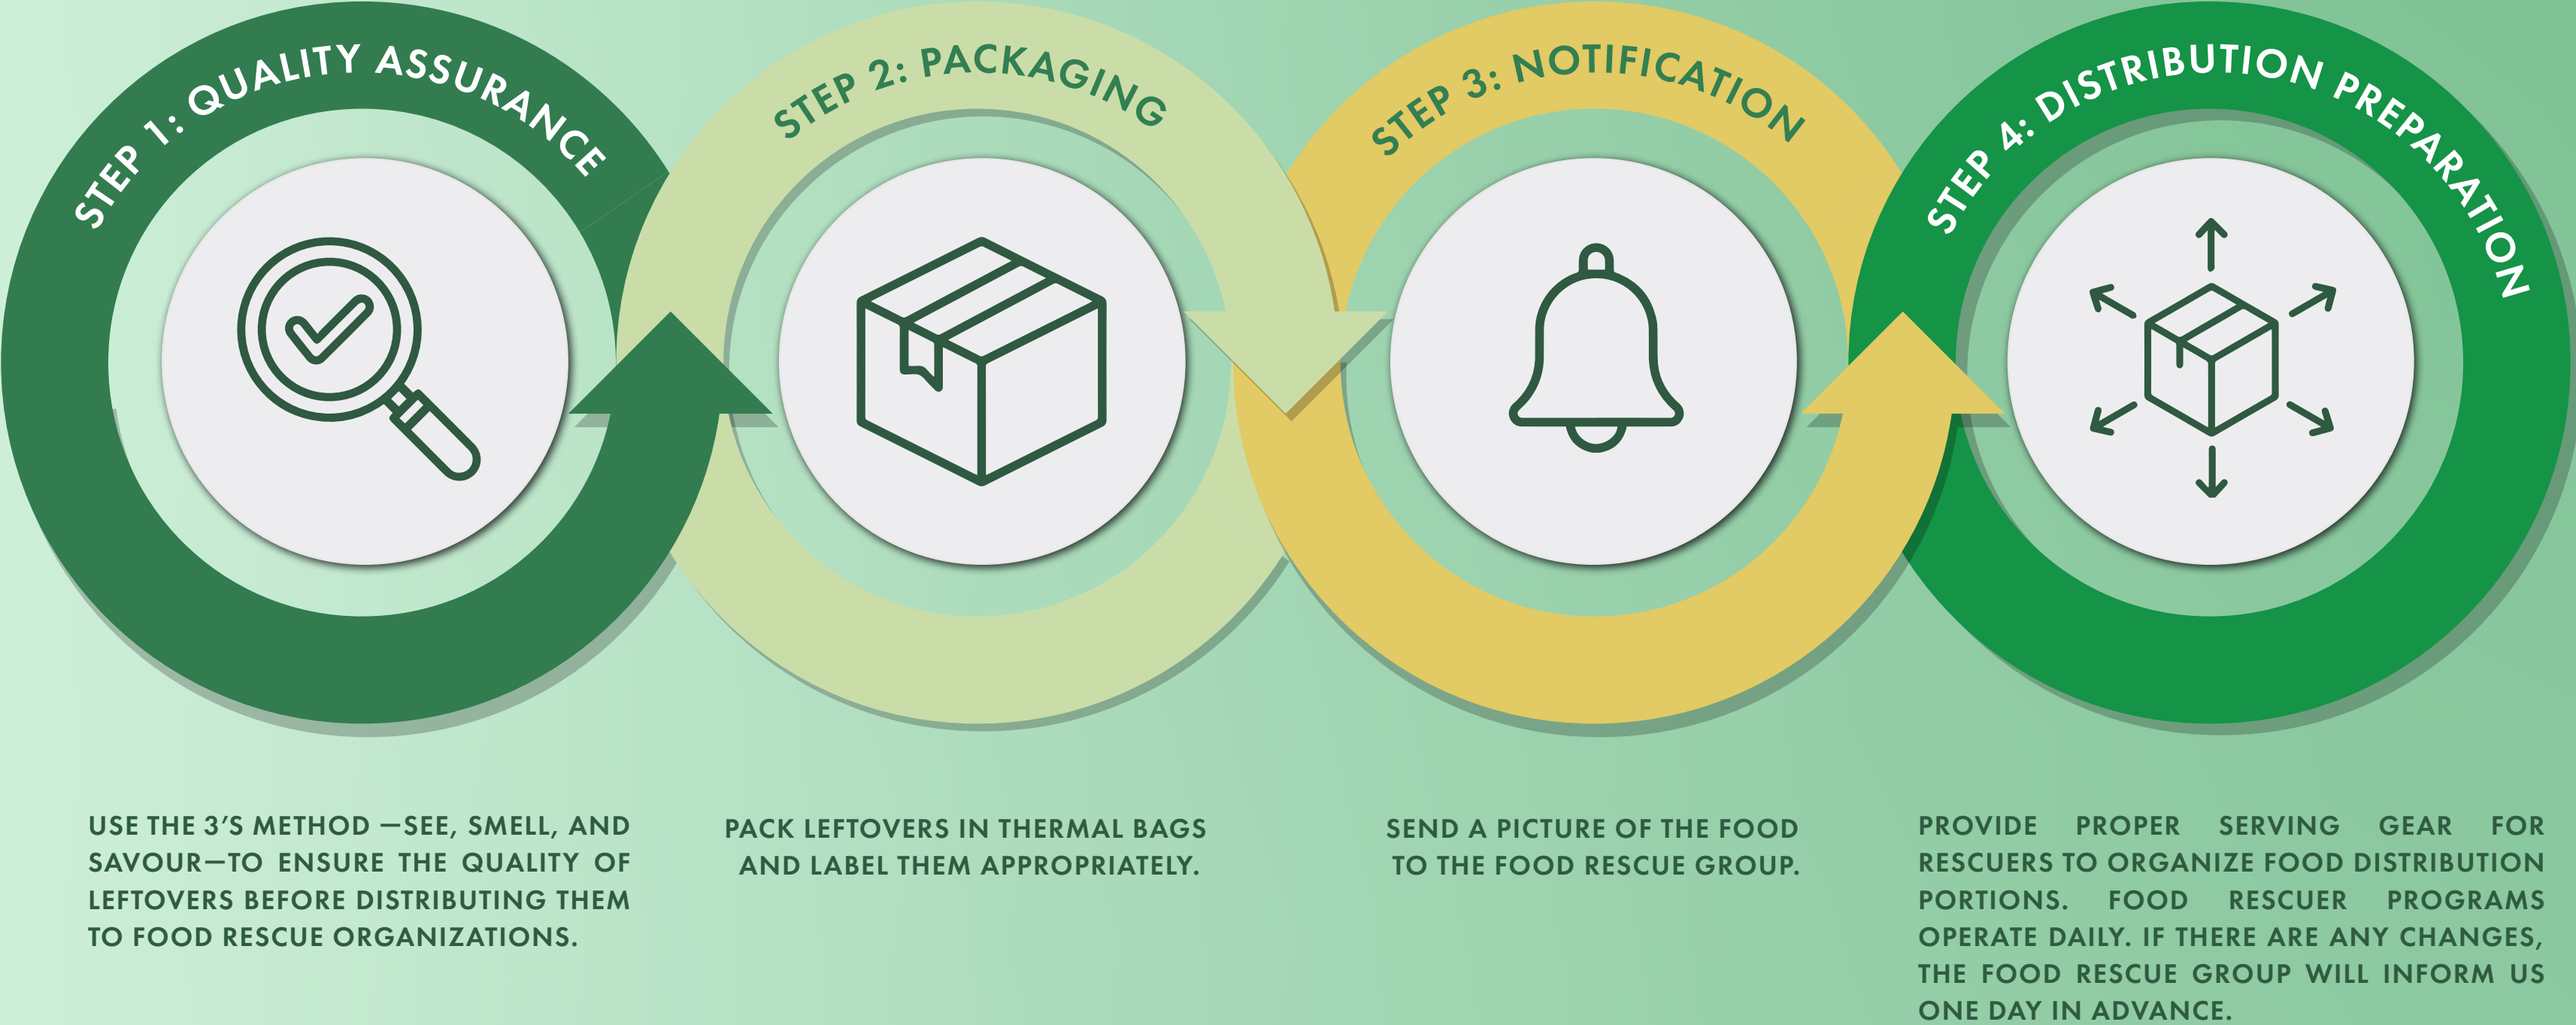 STEP 1: QUALITY ASSURANCE
STEP 2: PACKAGING
STEP 3: NOTIFICATION
STEP 4: DISTRIBUTION PREPARATION
USE THE 3’S METHOD —SEE, SMELL, AND
SAVOUR—TO ENSURE THE QUALITY OF
LEFTOVERS BEFORE DISTRIBUTING THEM
TO FOOD RESCUE ORGANIZATIONS.
PACK LEFTOVERS IN THERMAL BAGS
AND LABEL THEM APPROPRIATELY.
SEND A PICTURE OF THE FOOD
TO THE FOOD RESCUE GROUP.
PROVIDE PROPER SERVING GEAR FOR
RESCUERS TO ORGANIZE FOOD DISTRIBUTION
PORTIONS. FOOD RESCUER PROGRAMS
OPERATE DAILY. IF THERE ARE ANY CHANGES,
THE FOOD RESCUE GROUP WILL INFORM US
ONE DAY IN ADVANCE.